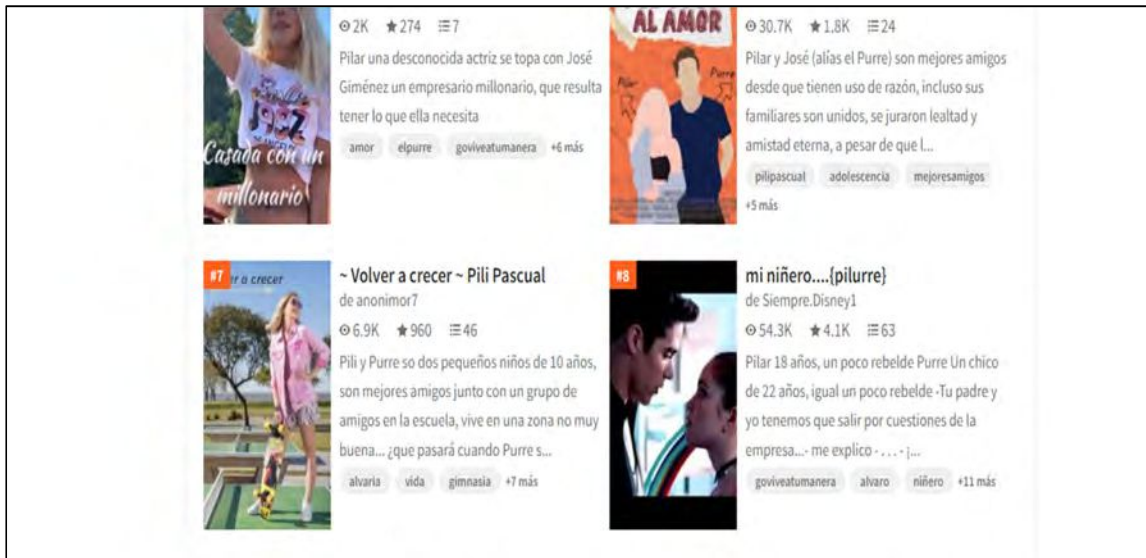 2K 274 7
Pilar una desconocida actriz se topa con José
Giménez un empresario millonario, que resulta
tener lo que ella necesita
amor elpurre goviveatumanera +6 más
1992
Casada con un
millonario
AL AMOR
Pilar
Purre
30.7K 1.8K 24
Pilar y José (alías el Purre) son mejores amigos
desde que tienen uso de razón, incluso sus
familiares son unidos, se juraron lealtad y
amistad eterna, a pesar de que l...
pilipascual adolescencia mejoresamigos
+5 más
#7
er a crecer
~ Volver a crecer ~ Pili Pascual
de anonimor7
6.9K 960 46
Pili y Purre so dos pequeños niños de 10 años,
son mejores amigos junto con un grupo de
amigos en la escuela, vive en una zona no muy
buena... ¿que pasará cuando Purre s...
alvaria vida gimnasia +7 más
#8
mi niñero....{pilurre}
de Siempre.Disney1
54.3K 4.1K 63
Pilar 18 años, un poco rebelde Purre Un chico
de 22 años, igual un poco rebelde -Tu padre y
yo tenemos que salir por cuestiones de la
empresa...- me explico - . . . - ¡...
goviveatumanera alvaro niñero +11 más